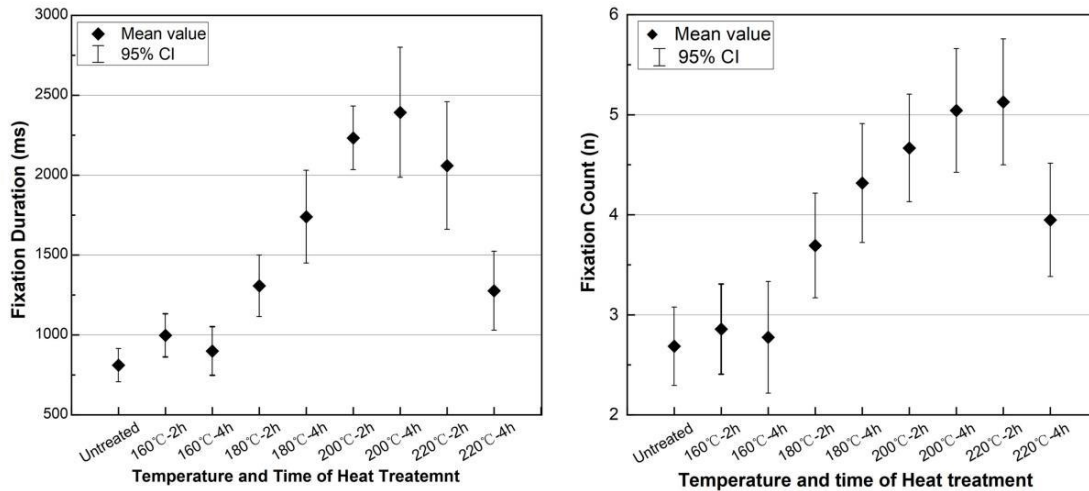 3000
2500
2000
1500
1000
500
Fixation Duration (ms)
Mean value
95% CI
Untreated
160℃-2h
160℃-4h
180℃-2h
180℃-4h
200℃-2h
200℃-4h
220℃-2h
220℃-4h
Temperature and Time of Heat Treatemnt
6
5
4
3
2
Fixation Count (n)
Mean value
95% CI
Untreated
160℃-2h
160℃-4h
180℃-2h
180℃-4h
200℃-2h
200℃-4h
220℃-2h
220℃-4h
Temperature and time of Heat treatment